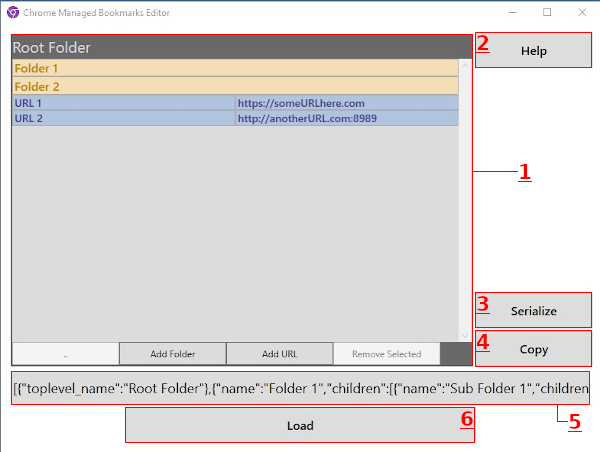 Chrome Managed Bookmarks Editor
Root Folder
2
Help
Folder 1
Folder 2
URL 1 https://someURLhere.com
URL 2 http://anotherURL.com:8989
1
3
Serialize
4
Copy
.. Add Folder Add URL Remove Selected
[{"toplevel_name":"Root Folder"},{"name":"Folder 1","children":[{"name":"Sub Folder 1","children
5
6
Load